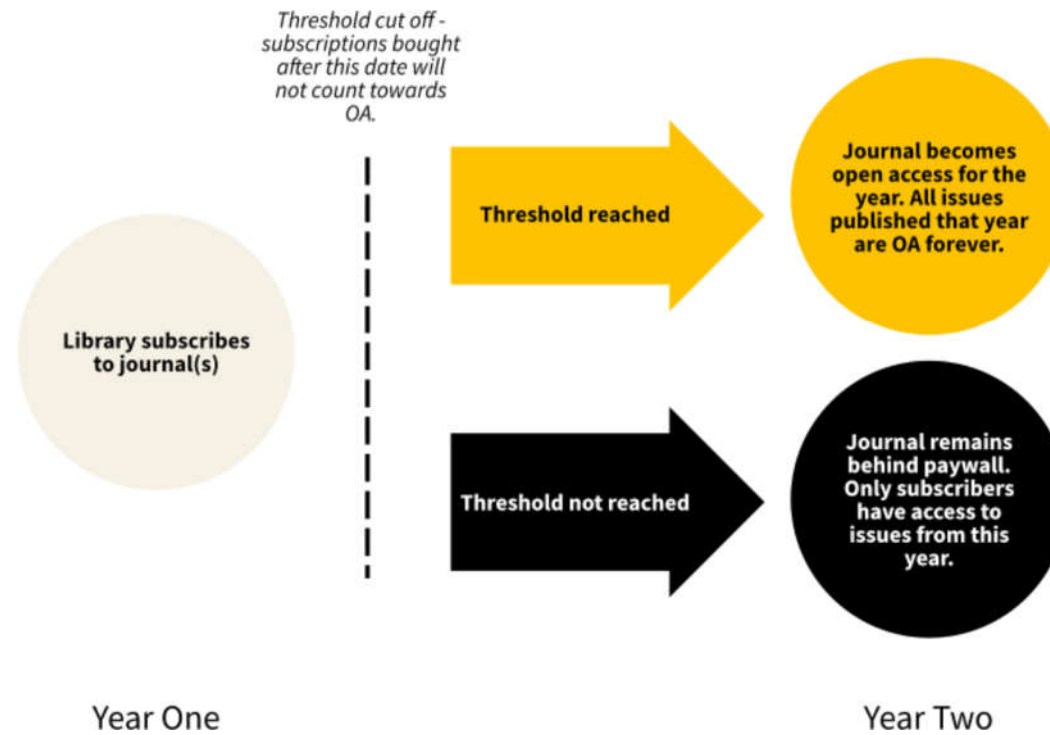 Threshold cut off -
subscriptions bought
after this date will
not count towards
OA.
Library subscribes
to journal(s)
Threshold reached
Journal becomes
open access for the
year. All issues
published that year
are OA forever.
Threshold not reached
Journal remains
behind paywall.
Only subscribers
have access to
issues from this
year.
Year One
Year Two